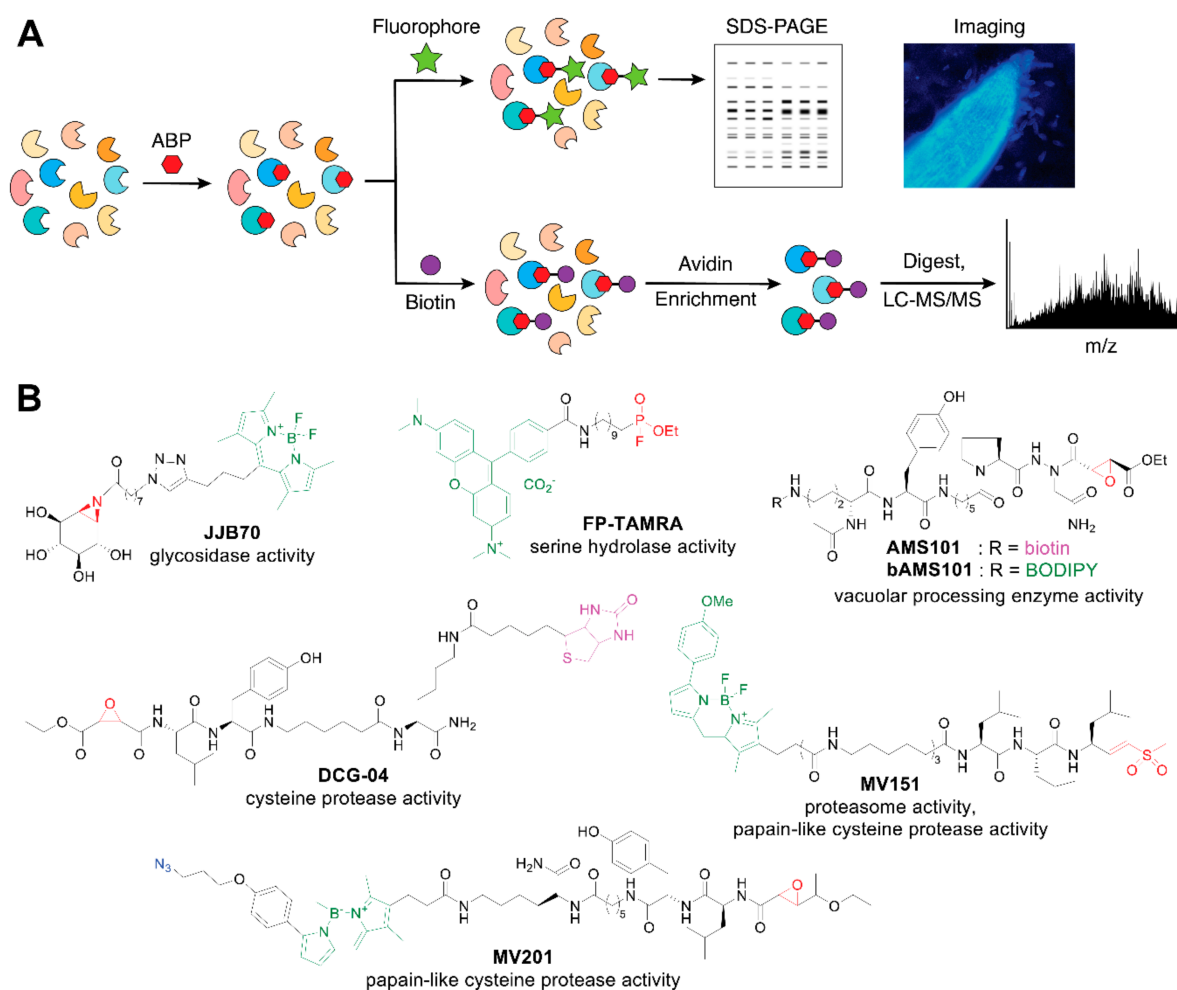 A
Fluorophore
SDS-PAGE
Imaging
ABP
Biotin
Avidin
Enrichment
Digest,
LC-MS/MS
m/z
B
JJB70
glycosidase activity
CO₂⁻
FP-TAMRA
serine hydrolase activity
AMS101 : R = biotin
bAMS101 : R = BODIPY
vacuolar processing enzyme activity
DCG-04
cysteine protease activity
MV151
proteasome activity,
papain-like cysteine protease activity
MV201
papain-like cysteine protease activity